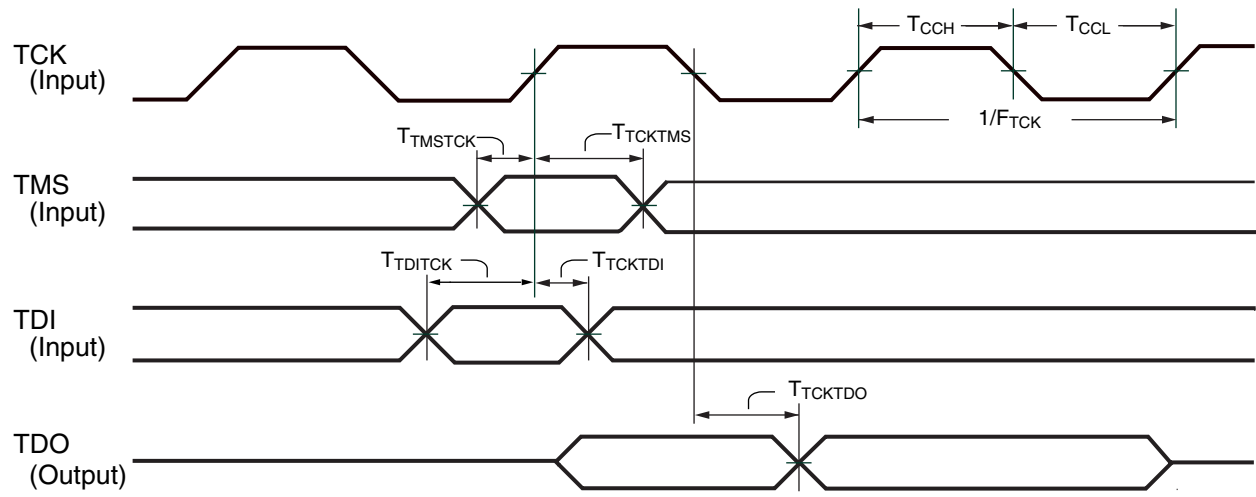 TCK
(Input)
TCCH
TCCL
1/FTCK
TTMSTCK
TTCKTMS
TMS
(Input)
TTDITCK
TTCKTDI
TDI
(Input)
TTCKTDO
TDO
(Output)